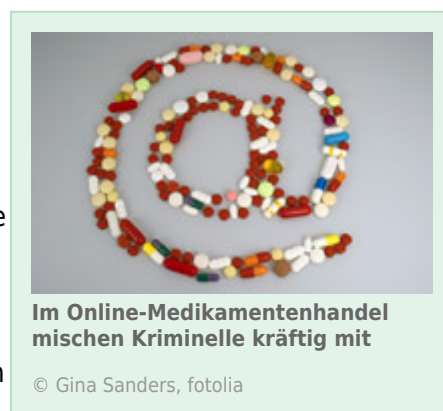 e
Im Online-Medikamentenhandel
mischen Kriminelle kräftig mit
n
© Gina Sanders, fotolia